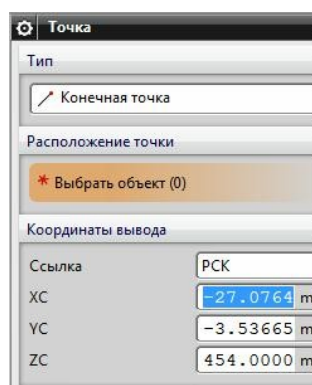 Точка
Тип
Конечная точка
Расположение точки
* Выбрать объект (0)
Координаты вывода
Ссылка РСК
XC -27.0764 m
YC -3.53665 m
ZC 454.0000 m